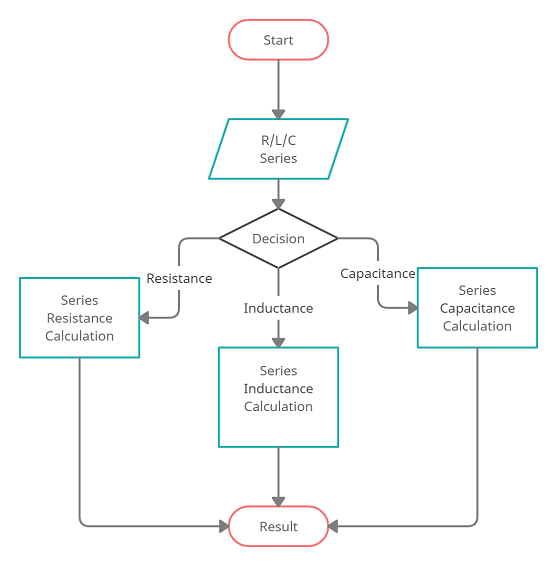 Start
R/L/C
Series
Decision
Resistance
Inductance
Capacitance
Series
Resistance
Calculation
Series
Inductance
Calculation
Series
Capacitance
Calculation
Result